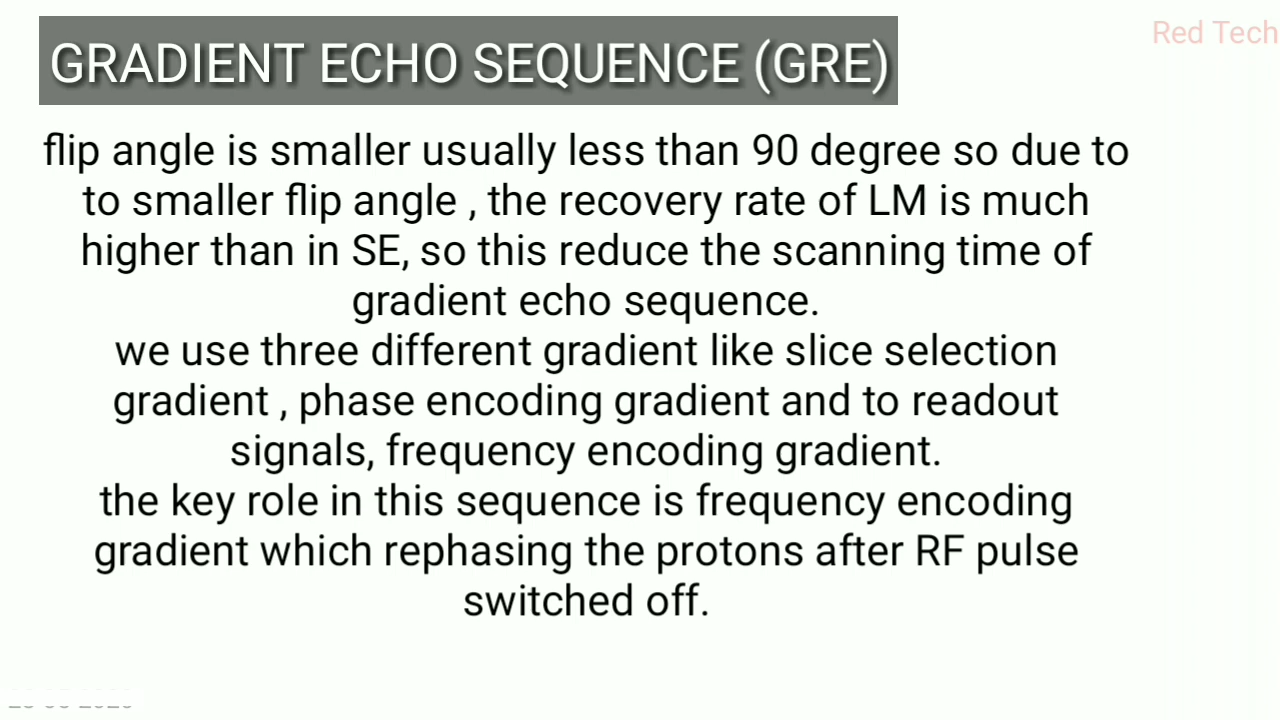 GRADIENT ECHO SEQUENCE (GRE)
Red Tech
flip angle is smaller usually less than 90 degree so due to
to smaller flip angle , the recovery rate of LM is much
higher than in SE, so this reduce the scanning time of
gradient echo sequence.
we use three different gradient like slice selection
gradient , phase encoding gradient and to readout
signals, frequency encoding gradient.
the key role in this sequence is frequency encoding
gradient which rephasing the protons after RF pulse
switched off.